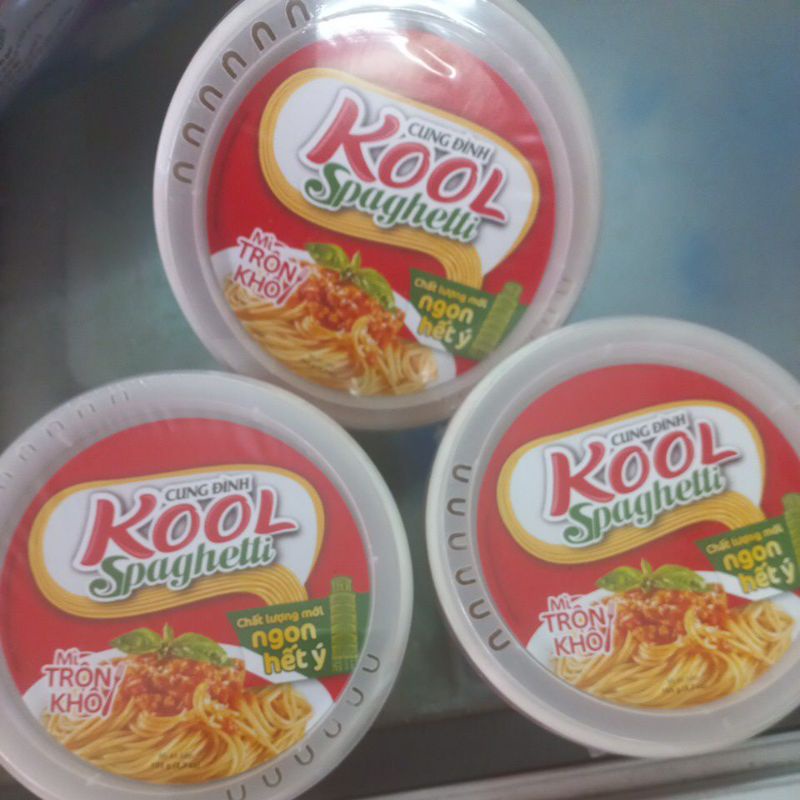 CUNG ĐÌNH
KOOL
Spaghetti
MÌ
TRỘN
KHÔ
Chất lượng mới
ngon
hết ý
CUNG ĐÌNH
KOOL
Spaghetti
Chất lượng mới
ngon
hết ý
MÌ
TRỘN
KHÔ
CUNG ĐÌNH
KOOL
Spaghetti
Chất lượng mới
ngon
hết ý
MÌ
TRỘN
KHÔ